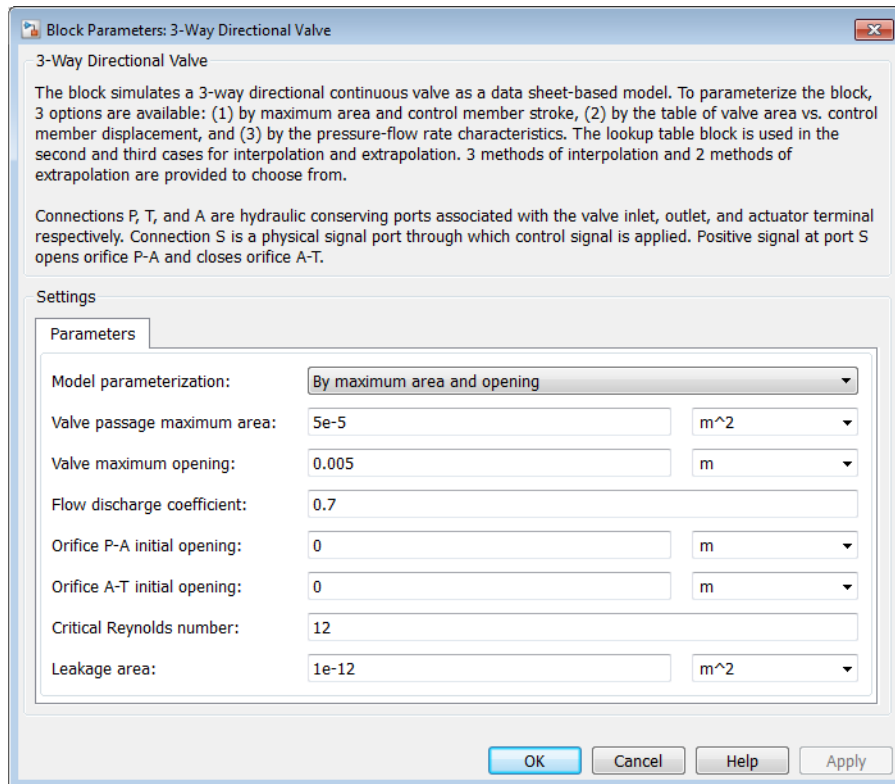 Block Parameters: 3-Way Directional Valve
3-Way Directional Valve
The block simulates a 3-way directional continuous valve as a data sheet-based model. To parameterize the block,
3 options are available: (1) by maximum area and control member stroke, (2) by the table of valve area vs. control
member displacement, and (3) by the pressure-flow rate characteristics. The lookup table block is used in the
second and third cases for interpolation and extrapolation. 3 methods of interpolation and 2 methods of
extrapolation are provided to choose from.
Connections P, T, and A are hydraulic conserving ports associated with the valve inlet, outlet, and actuator terminal
respectively. Connection S is a physical signal port through which control signal is applied. Positive signal at port S
opens orifice P-A and closes orifice A-T.
Settings
Parameters
Model parameterization: By maximum area and opening
Valve passage maximum area: 5e-5 m^2
Valve maximum opening: 0.005 m
Flow discharge coefficient: 0.7
Orifice P-A initial opening: 0 m
Orifice A-T initial opening: 0 m
Critical Reynolds number: 12
Leakage area: 1e-12 m^2
OK Cancel Help Apply